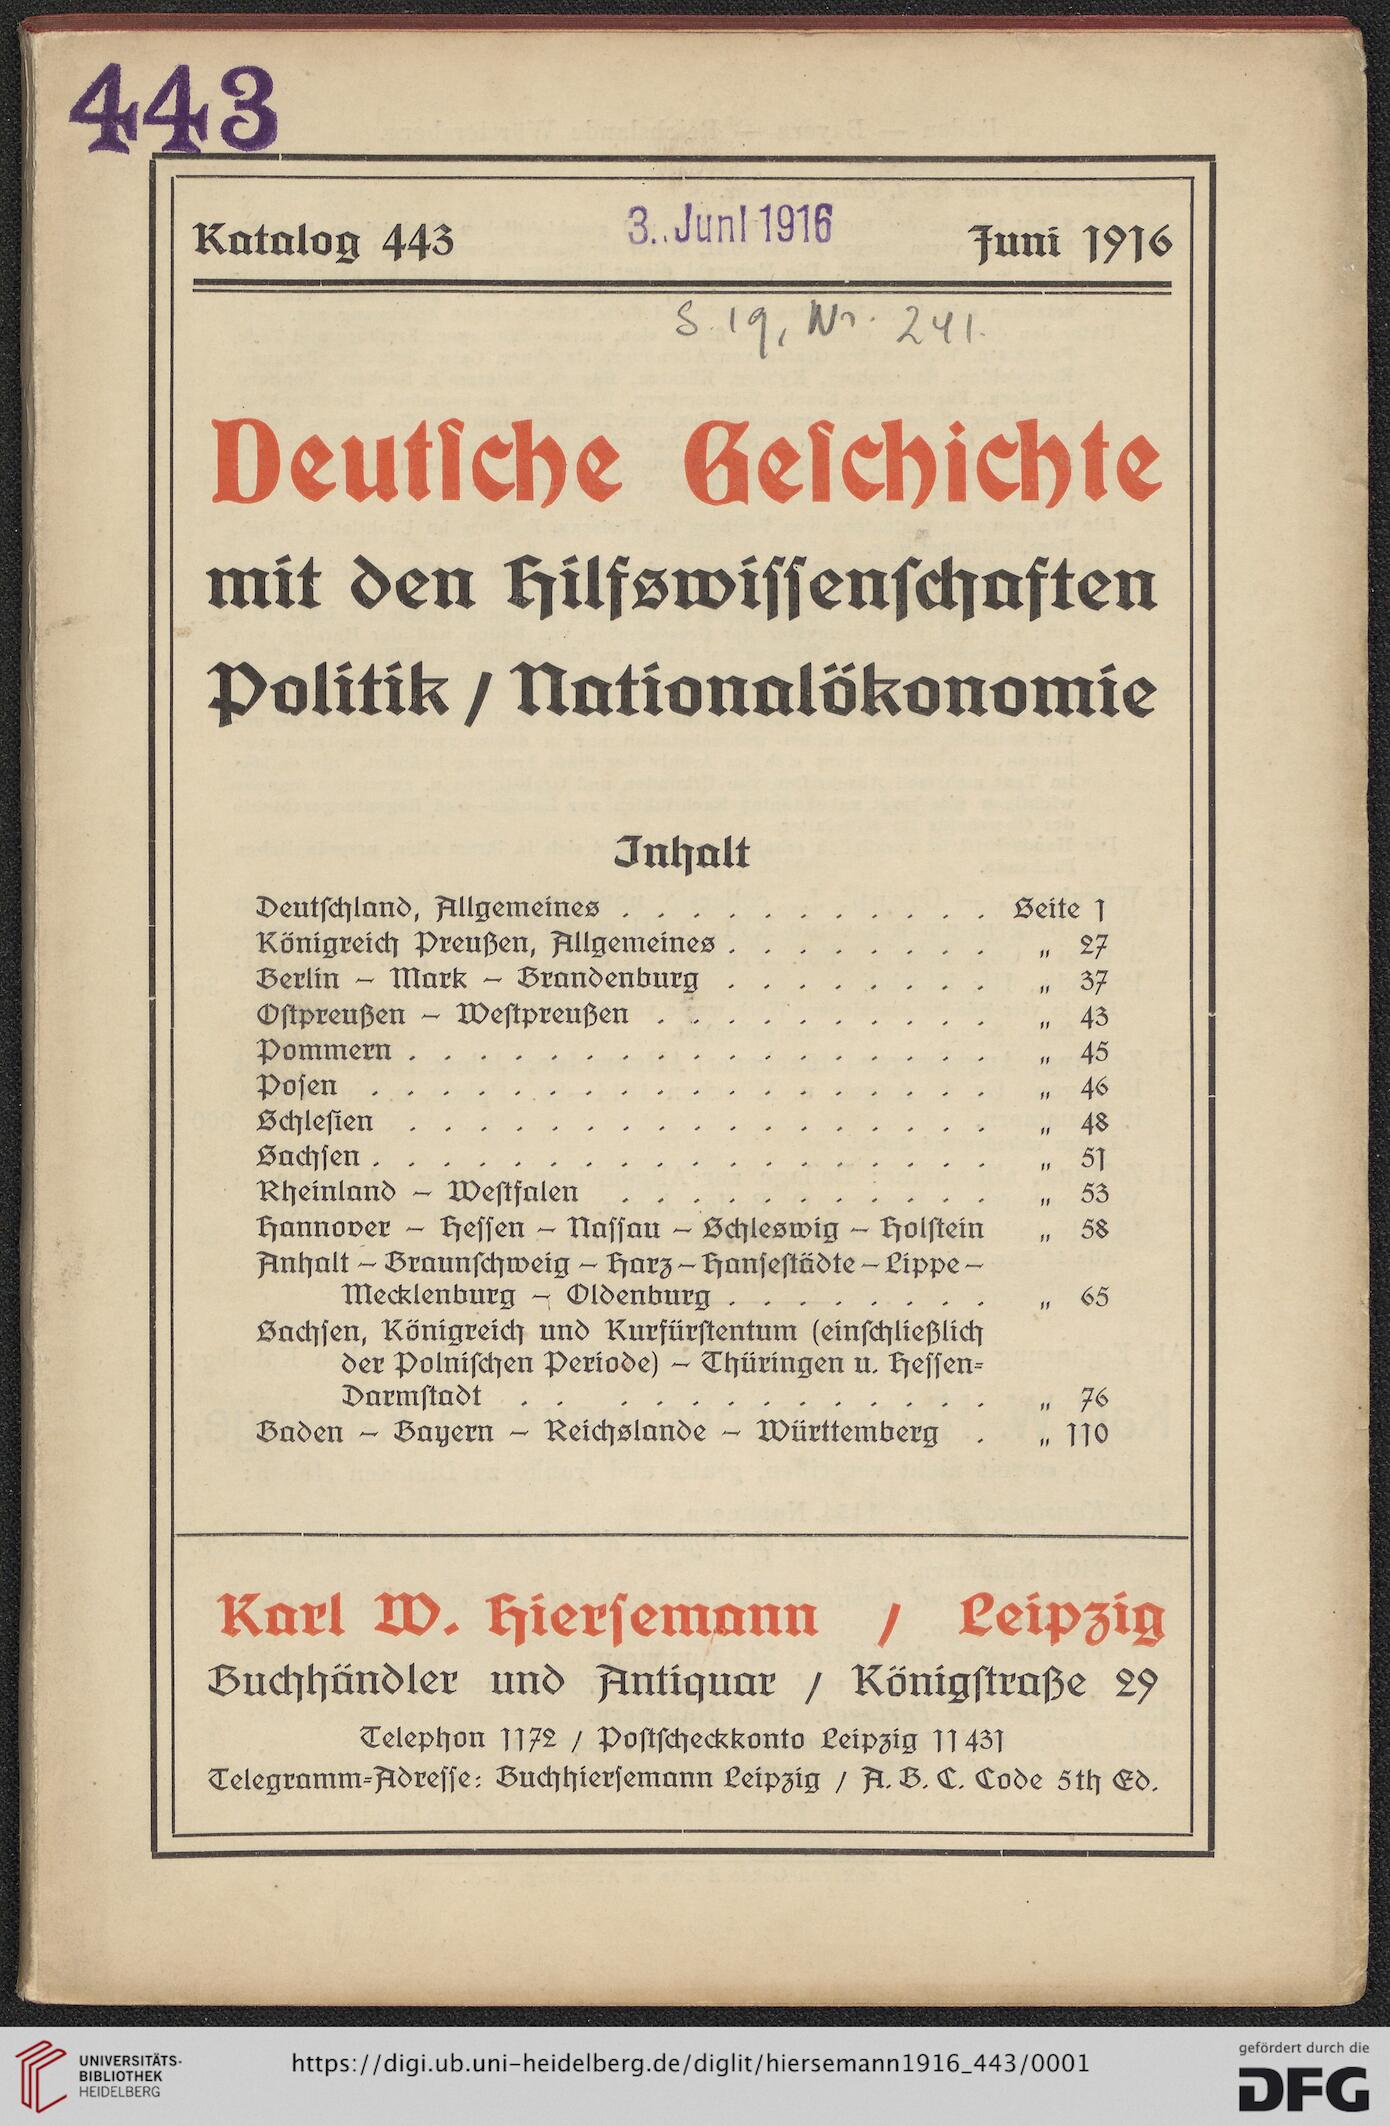 443
Katalog 443 3. Juni 1916 Juni 1916
S. 19, Nr. 241.
Deutſche Geſchichte
mit den Hilfswiſſenſchaften
Politik / Nationalökonomie
Inhalt
Deutſchland, Allgemeines . . . . . . . . . . . Seite 1
Königreich Preußen, Allgemeines . . . . . . . . „ 27
Berlin – Mark – Brandenburg . . . . . . . . „ 37
Oſtpreußen – Weſtpreußen . . . . . . . . . . „ 43
Pommern . . . . . . . . . . . . . . . . . „ 45
Poſen . . . . . . . . . . . . . . . . . . „ 46
Schleſien . . . . . . . . . . . . . . . . . „ 48
Sachſen . . . . . . . . . . . . . . . . . . „ 51
Rheinland – Weſtfalen . . . . . . . . . . . „ 53
Hannover – Heſſen – Naſſau – Schleswig – Holſtein „ 58
Anhalt – Braunſchweig – Harz – Hanſeſtädte – Lippe –
Mecklenburg – Oldenburg . . . . . . . . „ 65
Sachſen, Königreich und Kurfürſtentum (einſchließlich
der Polniſchen Periode) – Thüringen u. Heſſen-
Darmſtadt . . . . . . . . . . . . . „ 76
Baden – Bayern – Reichslande – Württemberg . „ 110
Karl W. Hierſemann / Leipzig
Buchhändler und Antiquar / Königſtraße 29
Telephon 1172 / Poſtſcheckkonto Leipzig 11431
Telegramm-Adreſſe: Buchhierſemann Leipzig / A. B. C. Code 5th Ed.
UNIVERSITÄTS-
BIBLIOTHEK
HEIDELBERG
https://digi.ub.uni-heidelberg.de/diglit/hiersemann1916_443/0001
gefördert durch die
DFG